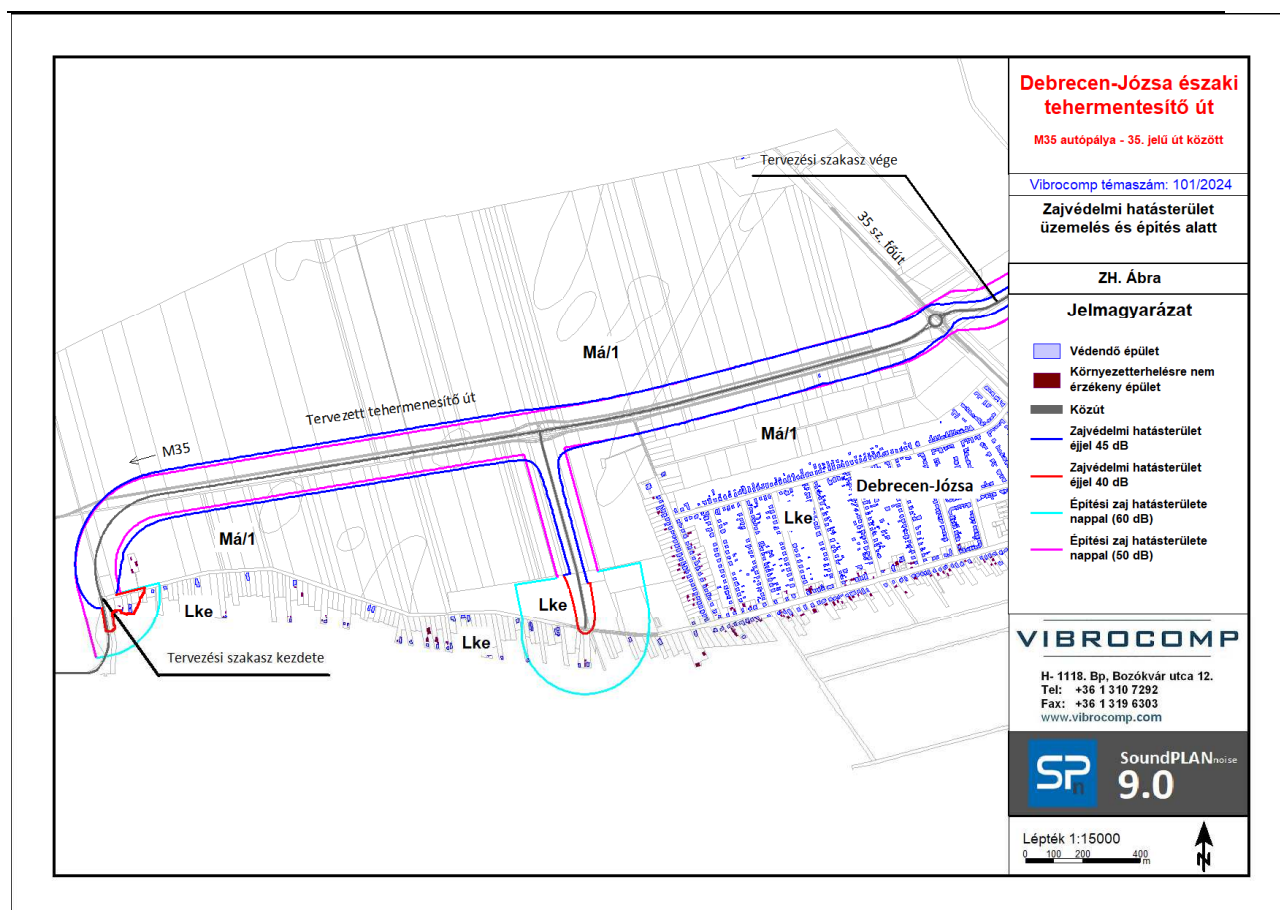 Tervezési szakasz vége
35 sz. főút
Má/1
Tervezett tehermenesítő út
M35
Má/1
Debrecen-Józsa
Lke
Má/1
Lke
Lke
Lke
Tervezési szakasz kezdete
Debrecen-Józsa északi
tehermentesítő út
M35 autópálya - 35. jelű út között
Vibrocomp témaszám: 101/2024
Zajvédelmi hatásterület
üzemelés és építés alatt
ZH. Ábra
Jelmagyarázat
Védendő épület
Környezetterhelésre nem
érzékeny épület
Közút
Zajvédelmi hatásterület
éjjel 45 dB
Zajvédelmi hatásterület
éjjel 40 dB
Építési zaj hatásterülete
nappal (60 dB)
Építési zaj hatásterülete
nappal (50 dB)
VIBROCOMP
H- 1118. Bp, Bozókvár utca 12.
Tel: +36 1 310 7292
Fax: +36 1 319 6303
www.vibrocomp.com
SPn
SoundPLANnoise
9.0
Lépték 1:15000
0 100 200 400
m
N